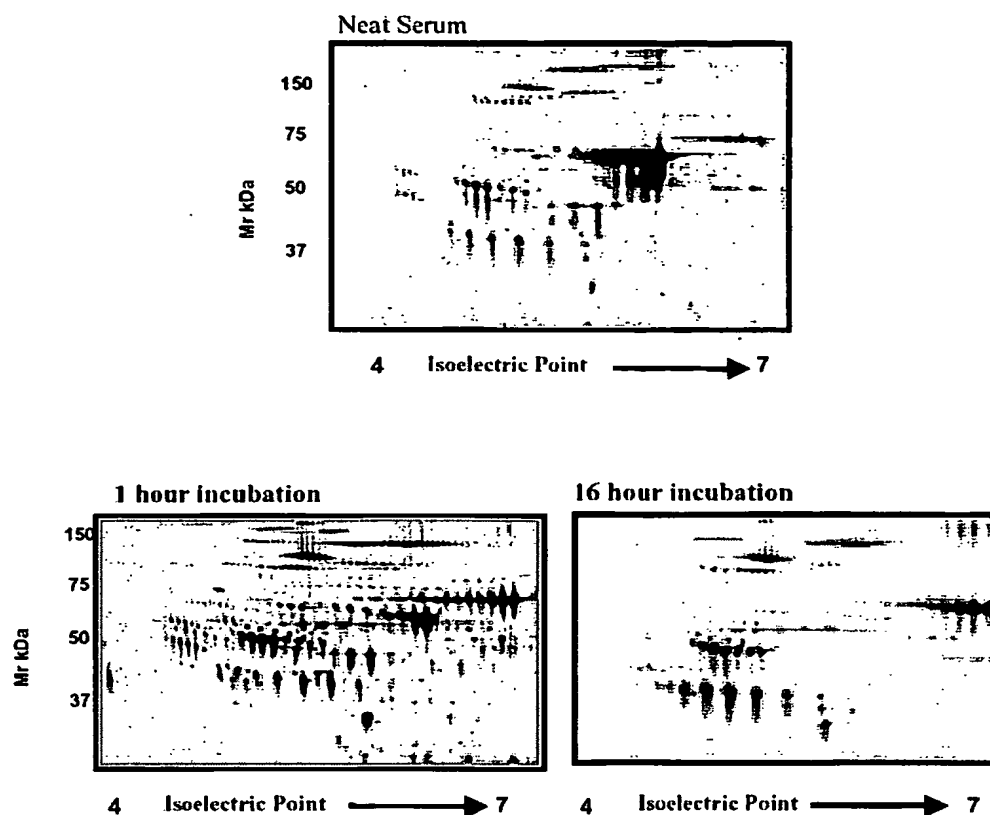 Neat Serum
150
75
50
37
Mr kDa
4 Isoelectric Point 7
1 hour incubation
16 hour incubation
150
75
50
37
Mr kDa
4 Isoelectric Point 7
4 Isoelectric Point 7